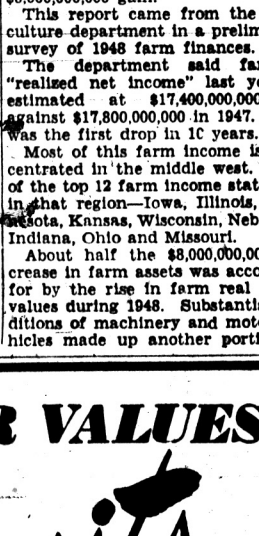 This report came from the
culture department in a prelim
survey of 1948 farm finances.
The department said fa
"realized net income" last y
estimated at $17,400,000,000
against $17,800,000,000 in 1947.
was the first drop in 10 years.
Most of this farm income i
centrated in the middle west.
of the top 12 farm income stat
in that region—Iowa, Illinois,
sota, Kansas, Wisconsin, Neb
Indiana, Ohio and Missouri.
About half the $8,000,000,00
crease in farm assets was acco
for by the rise in farm real
values during 1948. Substanti
ditions of machinery and mot
hicles made up another porti
R VALUES